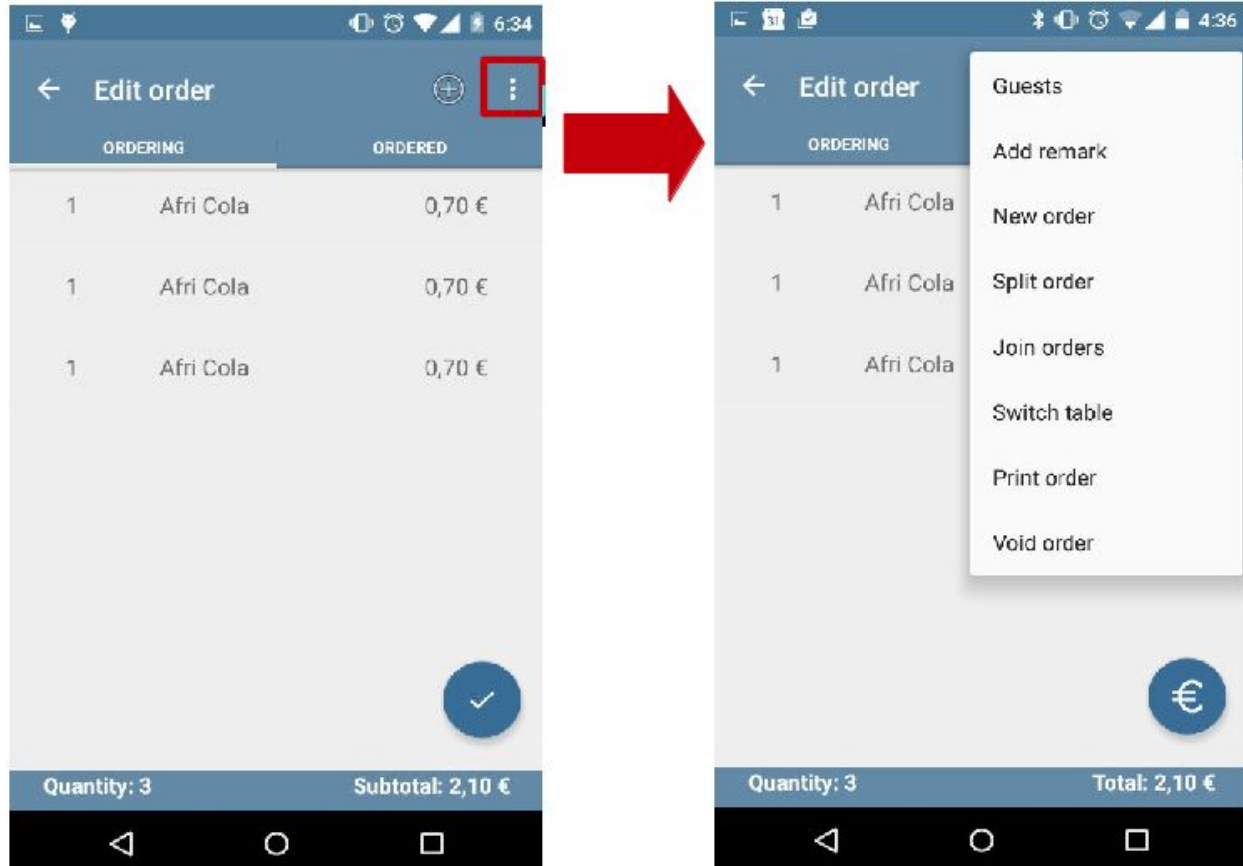 6:34
Edit order
ORDERING ORDERED
1 Afri Cola 0,70 €
1 Afri Cola 0,70 €
1 Afri Cola 0,70 €
Quantity: 3 Subtotal: 2,10 €
31 4:36
Edit order
ORDERING
1 Afri Cola
1 Afri Cola
1 Afri Cola
Guests
Add remark
New order
Split order
Join orders
Switch table
Print order
Void order
€
Quantity: 3 Total: 2,10 €